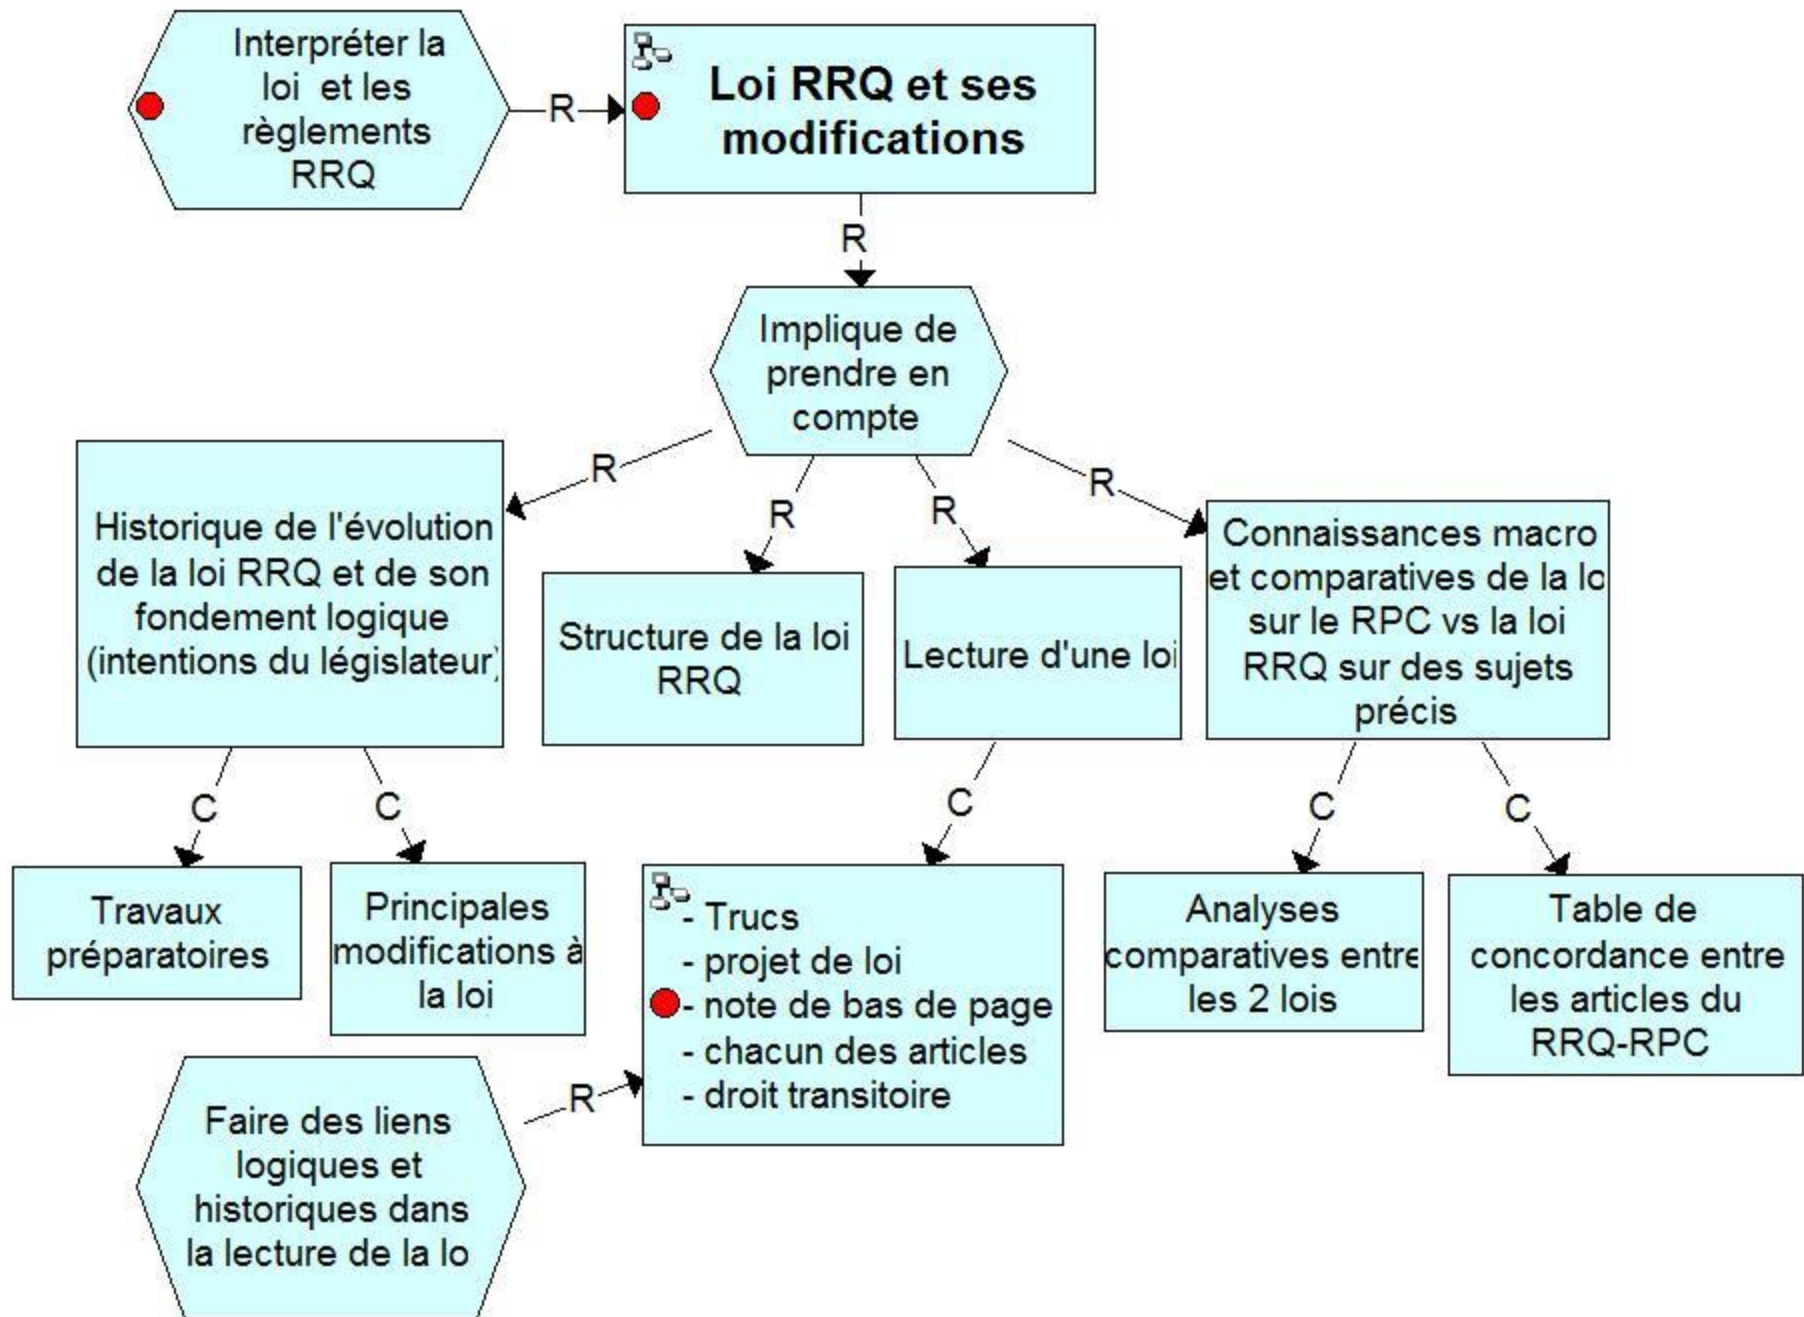 Interpréter la
loi et les
règlements
RRQ
R
Loi RRQ et ses
modifications
R
Implique de
prendre en
compte
R
R
R
R
Historique de l'évolution
de la loi RRQ et de son
fondement logique
(intentions du législateur)
Structure de la loi
RRQ
Lecture d'une loi
Connaissances macro
et comparatives de la lo
sur le RPC vs la loi
RRQ sur des sujets
précis
C
C
C
C
C
Travaux
préparatoires
Principales
modifications à
la loi
- Trucs
- projet de loi
- note de bas de page
- chacun des articles
- droit transitoire
Analyses
comparatives entre
les 2 lois
Table de
concordance entre
les articles du
RRQ-RPC
R
Faire des liens
logiques et
historiques dans
la lecture de la lo